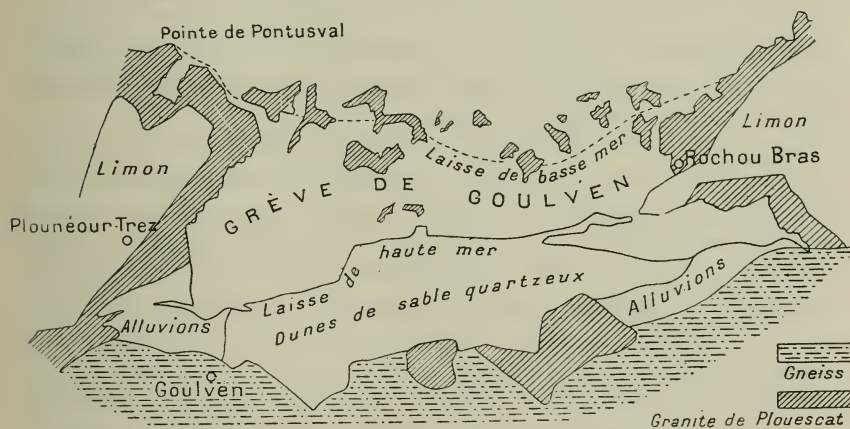 Pointe de Pontusval
Limon
Limon
Laisse de basse mer
Rochou Bras
GRÈVE DE GOULVEN
Plounéour-Trez
Laisse de haute mer
Dunes de sable quartzeux
Alluvions
Alluvions
Goulven
Gneiss
Granite de Plouescat